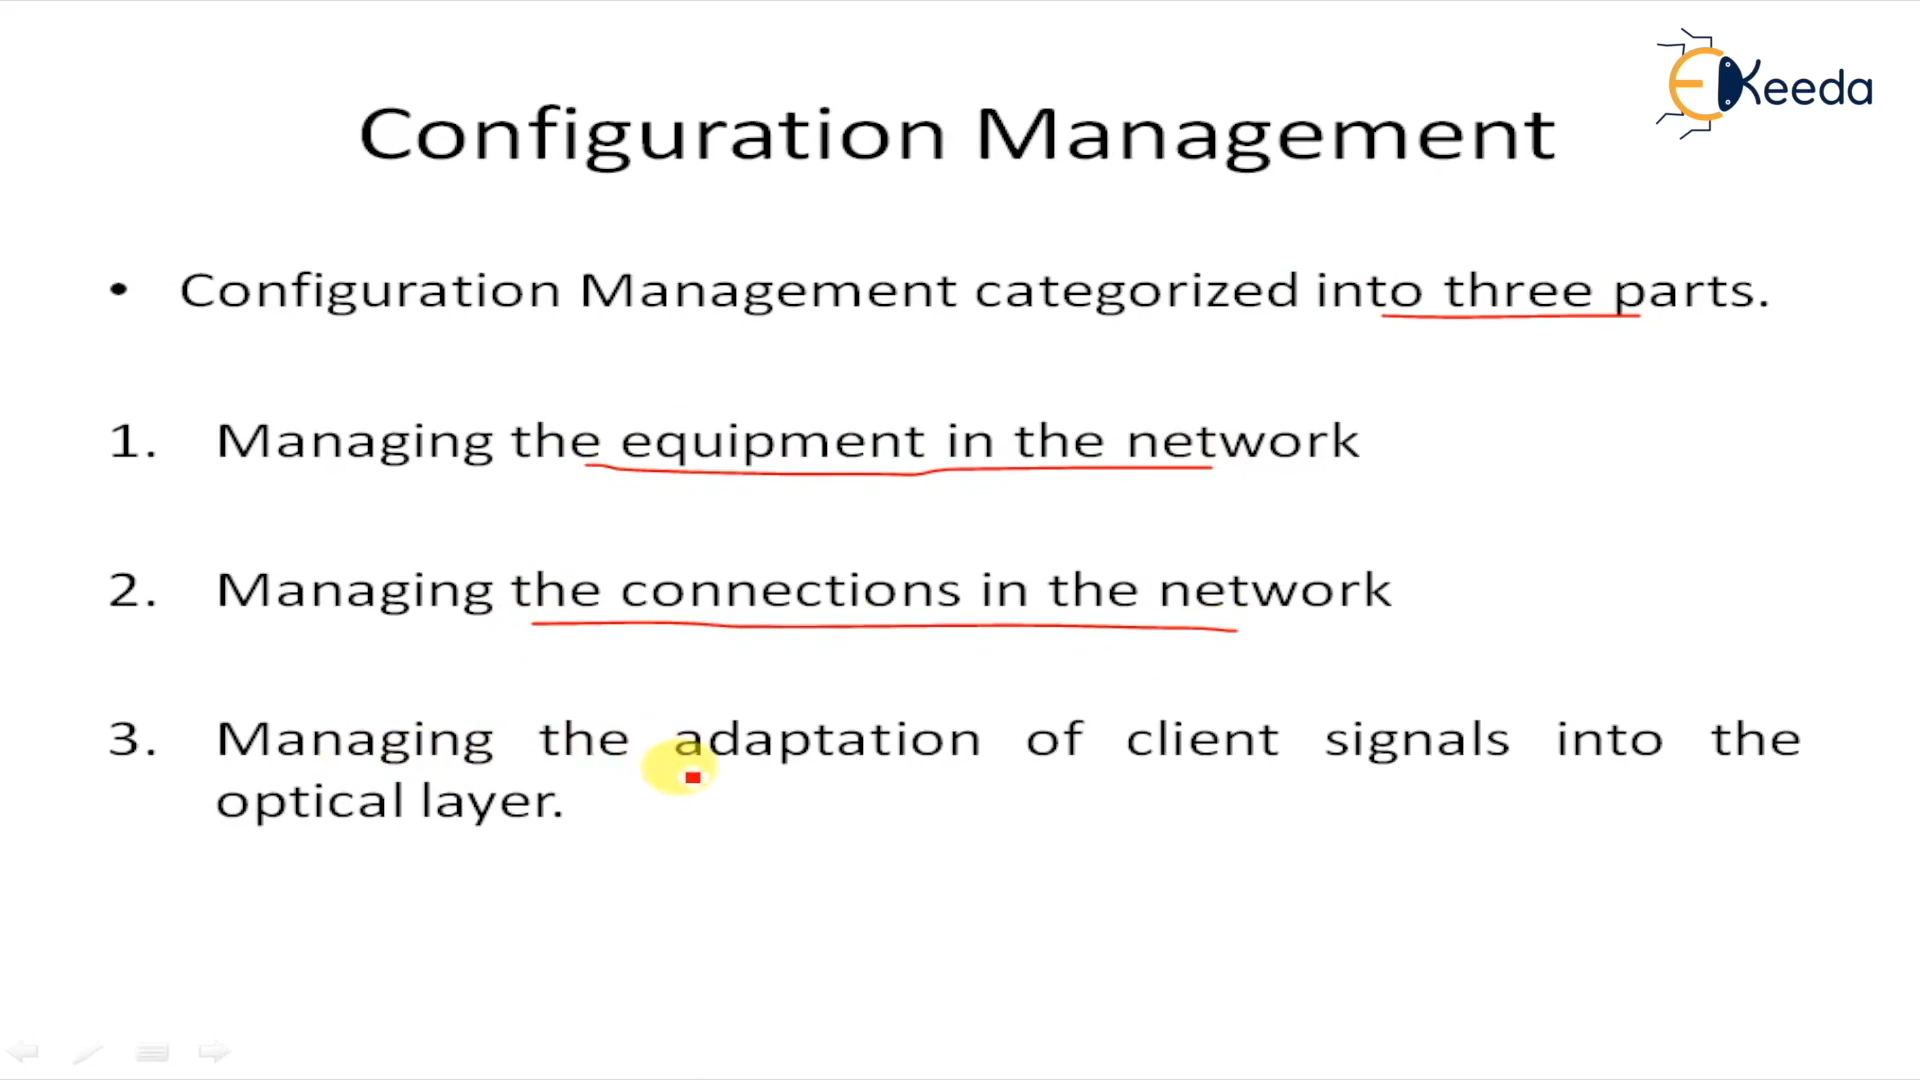 EKeeda
Configuration Management
• Configuration Management categorized into three parts.
1. Managing the equipment in the network
2. Managing the connections in the network
3. Managing the adaptation of client signals into the
optical layer.